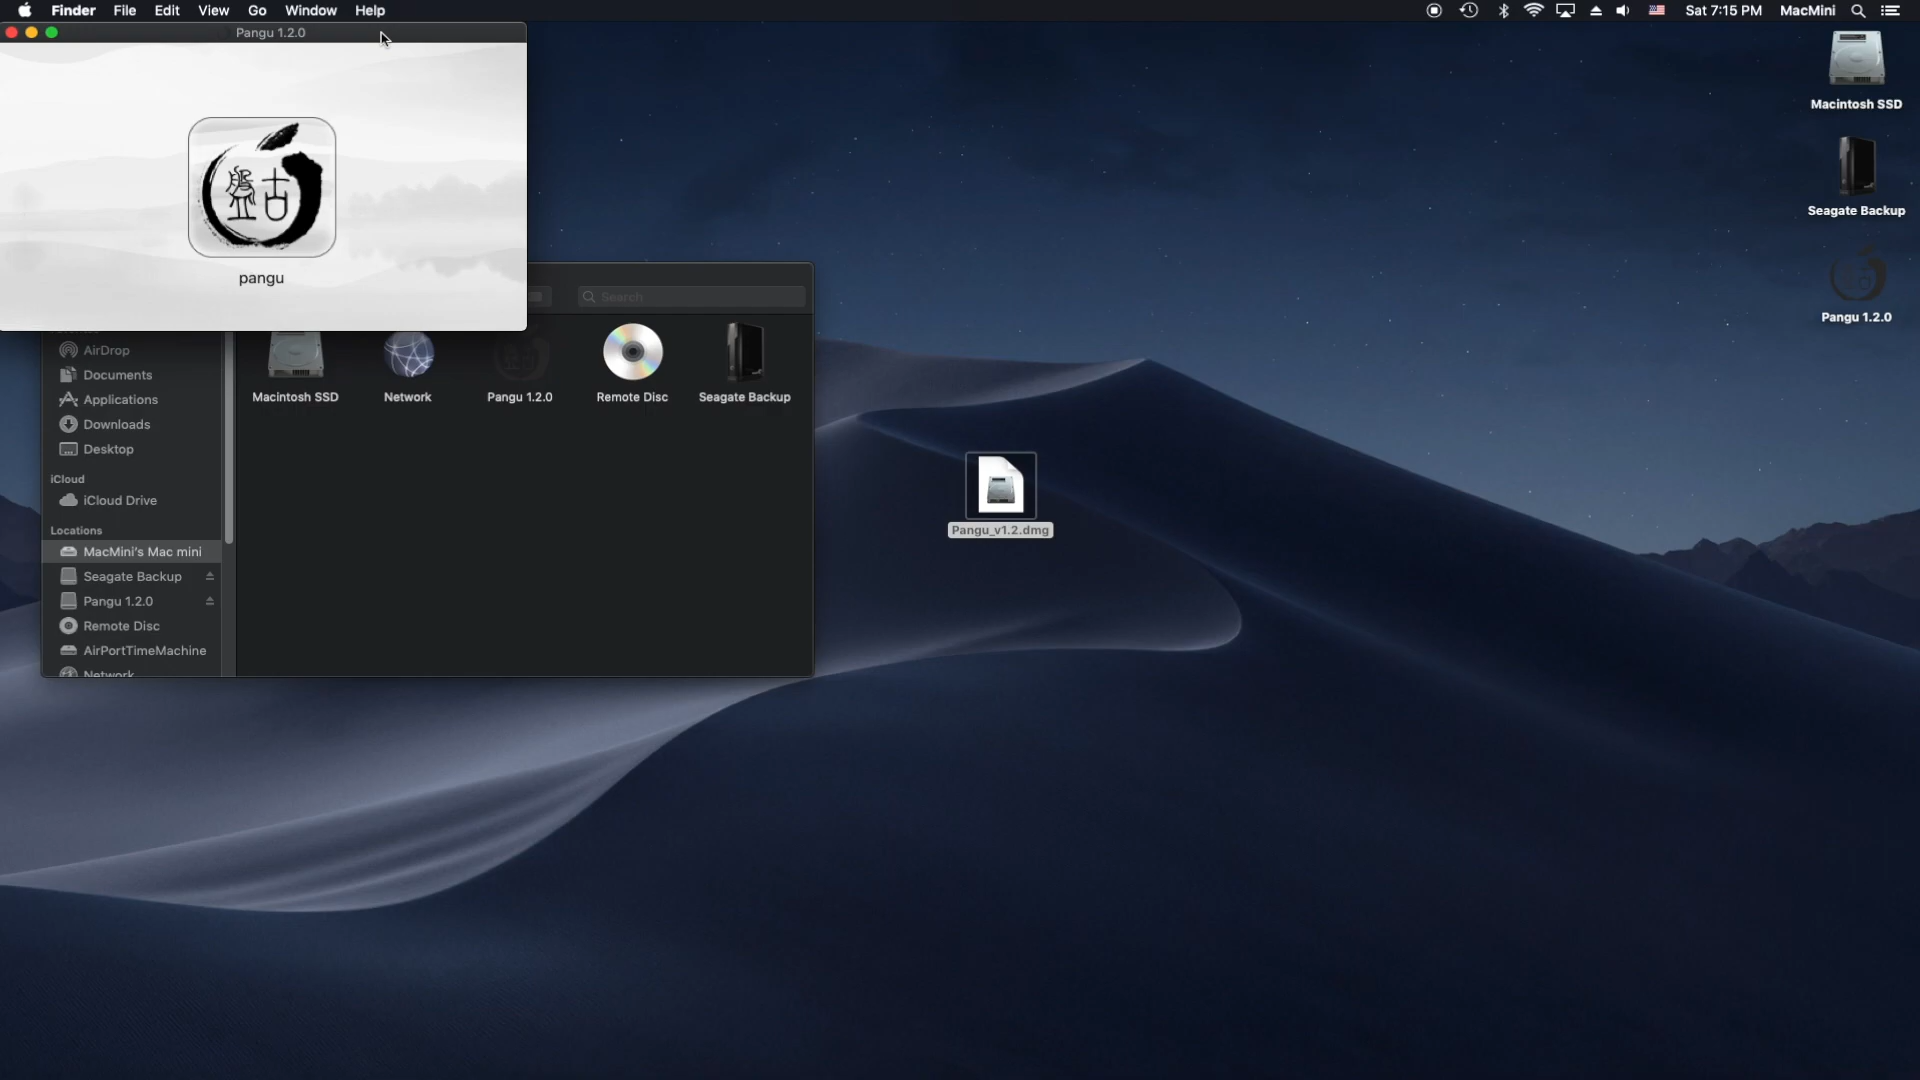 Finder File Edit View Go Window Help
Sat 7:15 PM MacMini
Pangu 1.2.0
盤古
pangu
Search
AirDrop
Documents
Applications
Downloads
Desktop
iCloud
iCloud Drive
Locations
MacMini's Mac mini
Seagate Backup
Pangu 1.2.0
Remote Disc
AirPortTimeMachine
Network
Macintosh SSD
Network
Pangu 1.2.0
Remote Disc
Seagate Backup
Pangu_v1.2.dmg
Macintosh SSD
Seagate Backup
Pangu 1.2.0